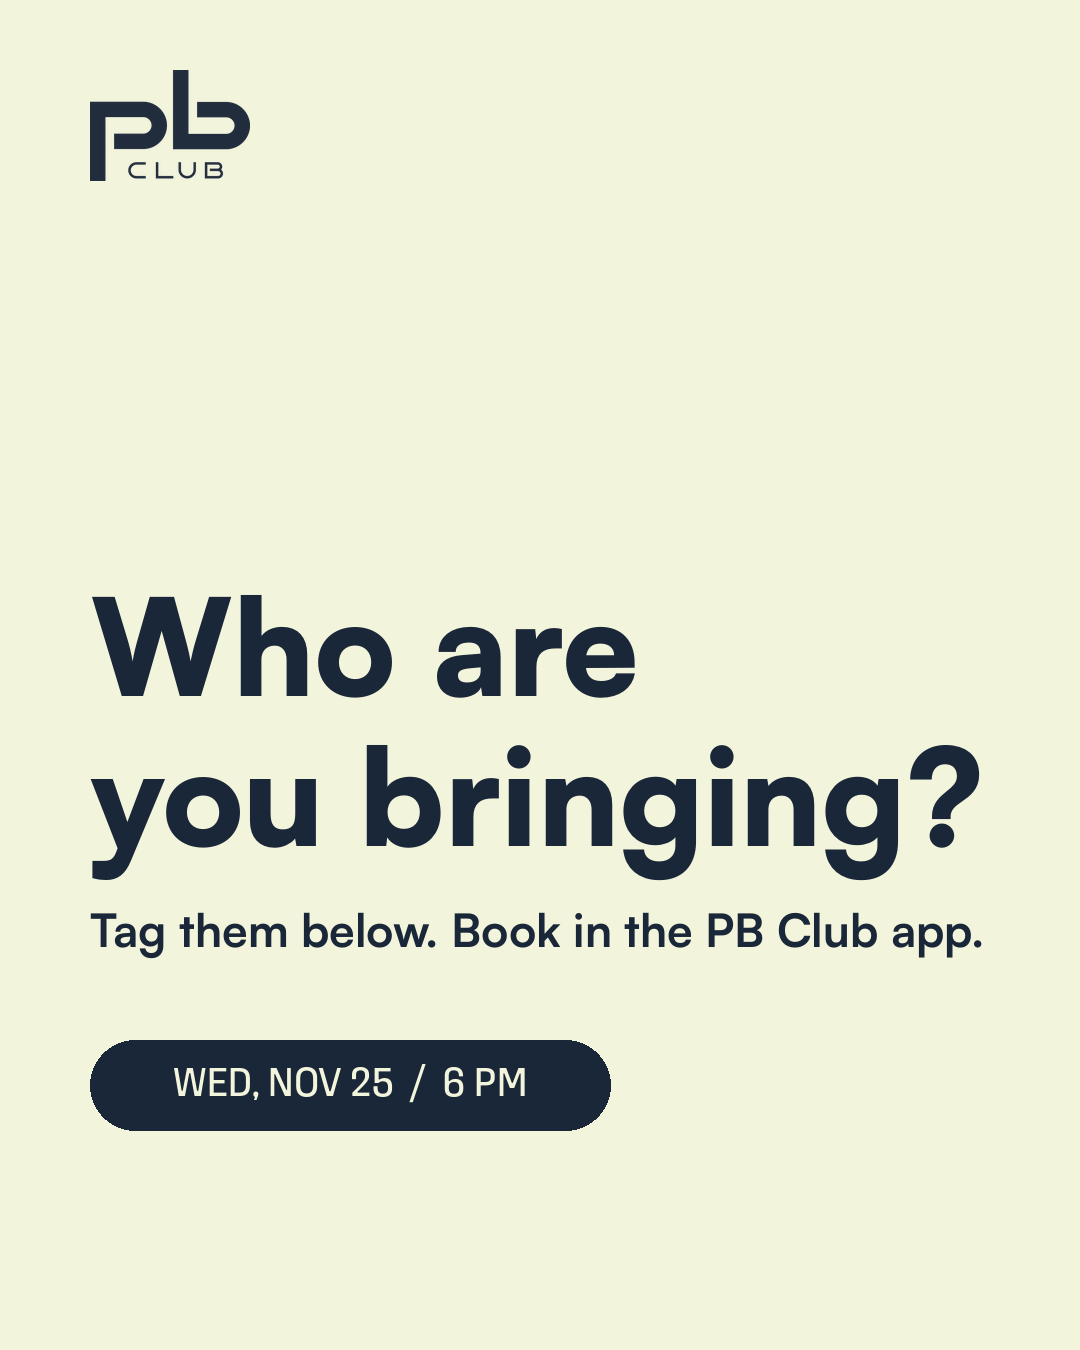 pb
CLUB
Who are
you bringing?
Tag them below. Book in the PB Club app.
WED, NOV 25 / 6 PM